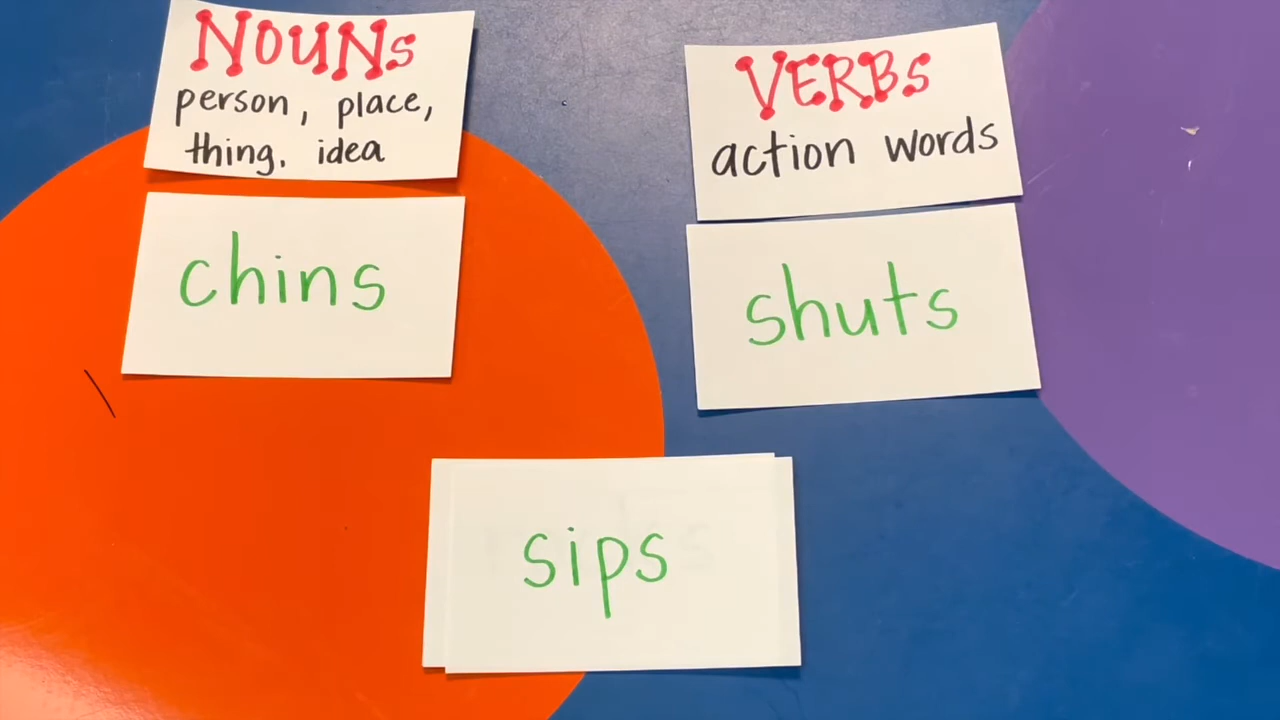 NOUNs
person, place,
thing, idea
chins
VERBs
action words
shuts
sips